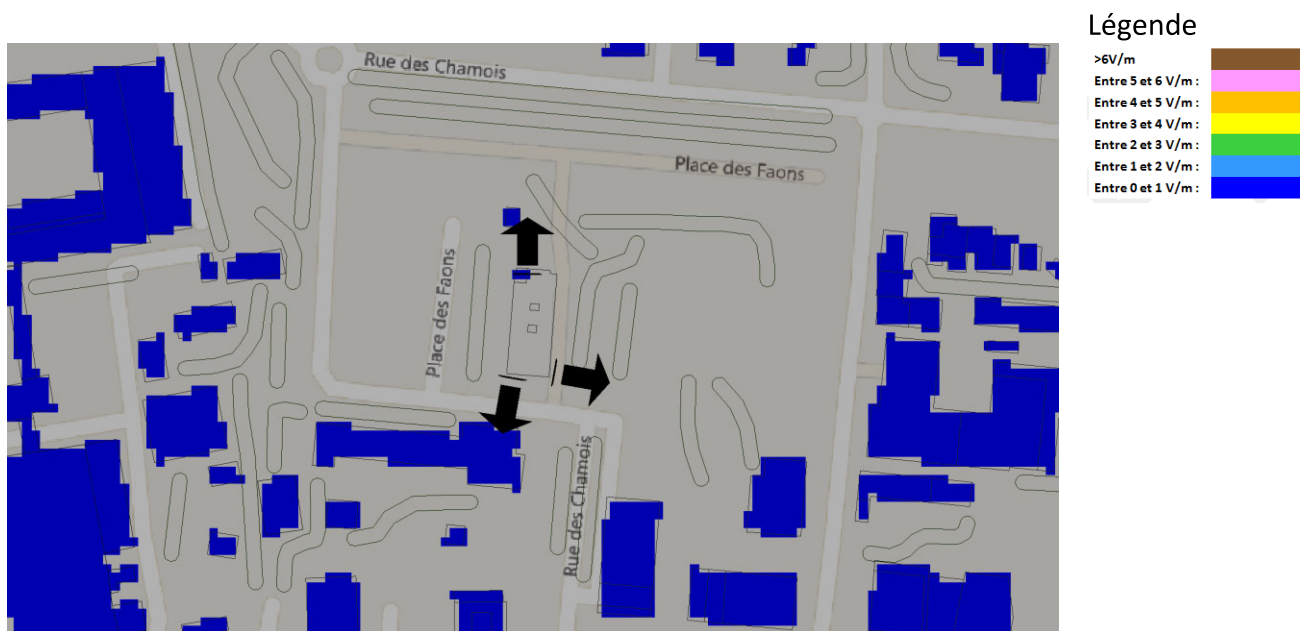 Légende
>6V/m
Entre 5 et 6 V/m :
Entre 4 et 5 V/m :
Entre 3 et 4 V/m :
Entre 2 et 3 V/m :
Entre 1 et 2 V/m :
Entre 0 et 1 V/m :
Rue des Chamois
Place des Faons
Place des Faons
Rue des Chamois